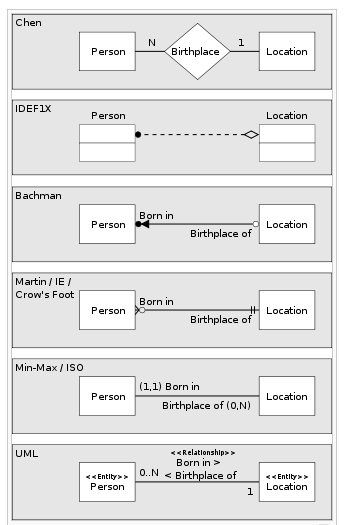 Chen
Person
N
Birthplace
1
Location
IDEF1X
Person
Location
Bachman
Person
Born in
Birthplace of
Location
Martin / IE /
Crow's Foot
Person
Born in
Birthplace of
Location
Min-Max / ISO
Person
(1,1) Born in
Birthplace of (0,N)
Location
UML
<<Entity>>
Person
0..N
<<Relationship>>
Born in >
< Birthplace of
1
<<Entity>>
Location